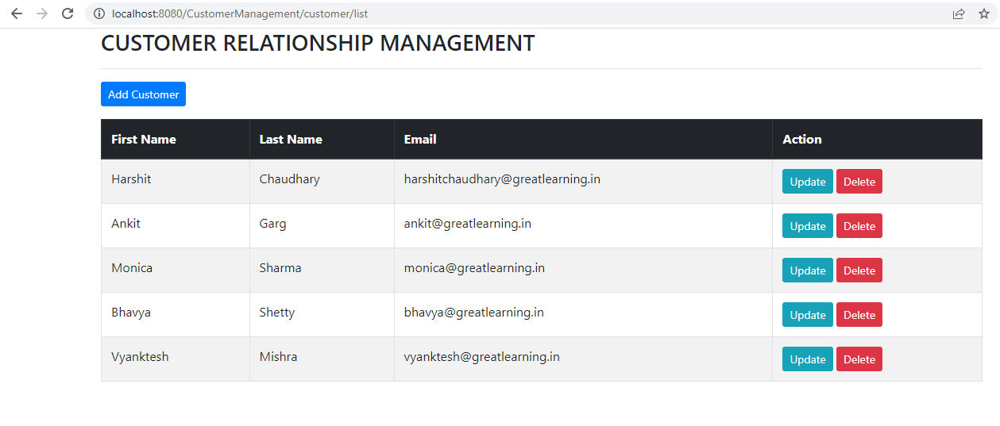 localhost:8080/CustomerManagement/customer/list
CUSTOMER RELATIONSHIP MANAGEMENT
Add Customer
First Name Last Name Email Action
Harshit Chaudhary harshitchaudhary@greatlearning.in Update Delete
Ankit Garg ankit@greatlearning.in Update Delete
Monica Sharma monica@greatlearning.in Update Delete
Bhavya Shetty bhavya@greatlearning.in Update Delete
Vyanktesh Mishra vyanktesh@greatlearning.in Update Delete